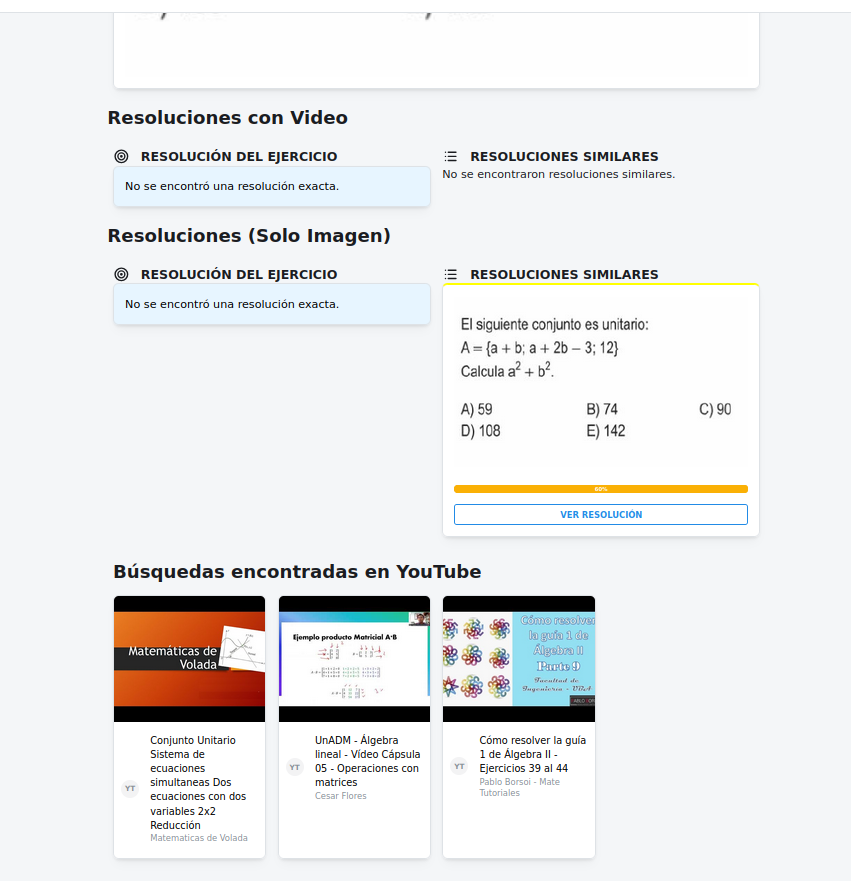 Resoluciones con Video
RESOLUCIÓN DEL EJERCICIO
No se encontró una resolución exacta.
RESOLUCIONES SIMILARES
No se encontraron resoluciones similares.
Resoluciones (Solo Imagen)
RESOLUCIÓN DEL EJERCICIO
No se encontró una resolución exacta.
RESOLUCIONES SIMILARES
El siguiente conjunto es unitario:
A = {a + b; a + 2b – 3; 12}
Calcula a² + b².
A) 59 B) 74 C) 90
D) 108 E) 142
60%
VER RESOLUCIÓN
Búsquedas encontradas en YouTube
Matemáticas de
Volada
YT
Conjunto Unitario
Sistema de
ecuaciones
simultaneas Dos
ecuaciones con dos
variables 2x2
Reducción
Matematicas de Volada
Ejemplo producto Matricial A·B
YT
UnADM - Álgebra
lineal - Vídeo Cápsula
05 - Operaciones con
matrices
Cesar Flores
Cómo resolver
la guía 1 de
Álgebra II
Parte 9
Facultad de
Ingeniería - UBA
YT
Cómo resolver la guía
1 de Álgebra II -
Ejercicios 39 al 44
Pablo Borsoi - Mate
Tutoriales